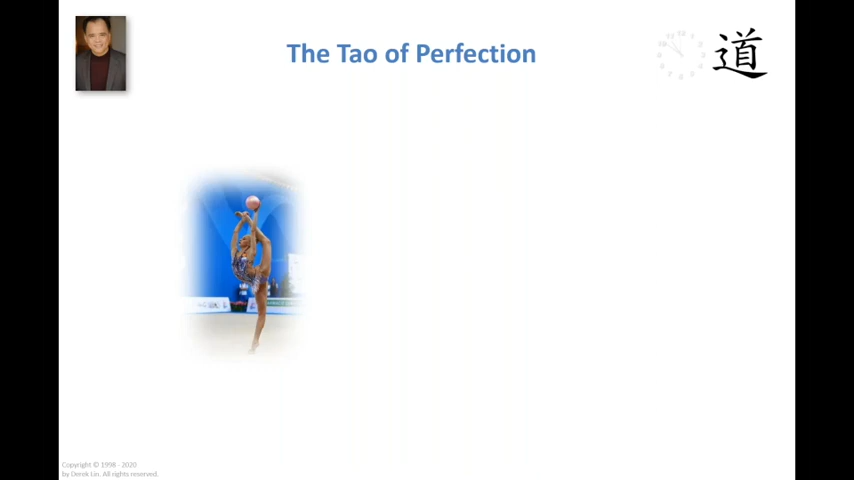 The Tao of Perfection
道
Copyright © 1998 - 2020
by Derek Lin. All rights reserved.